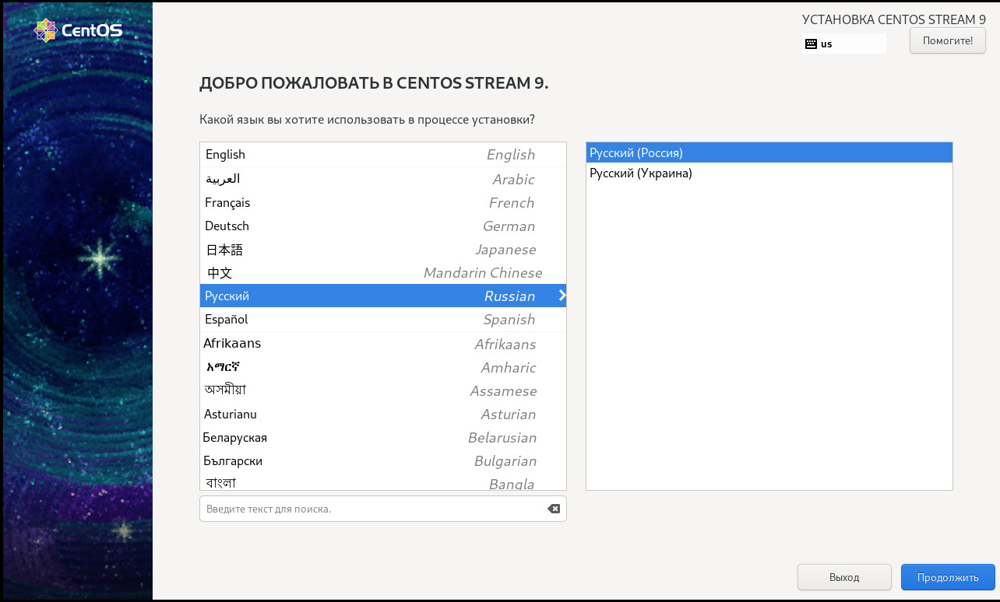 CentOS
УСТАНОВКА CENTOS STREAM 9
us
Помогите!
ДОБРО ПОЖАЛОВАТЬ В CENTOS STREAM 9.
Какой язык вы хотите использовать в процессе установки?
English English
العربية Arabic
Français French
Deutsch German
日本語 Japanese
中文 Mandarin Chinese
Русский Russian
Español Spanish
Afrikaans Afrikaans
አማርኛ Amharic
অসমীয়া Assamese
Asturianu Asturian
Беларуская Belarusian
Български Bulgarian
বাংলা Bangla
Русский (Россия)
Русский (Украина)
Введите текст для поиска.
Выход
Продолжить